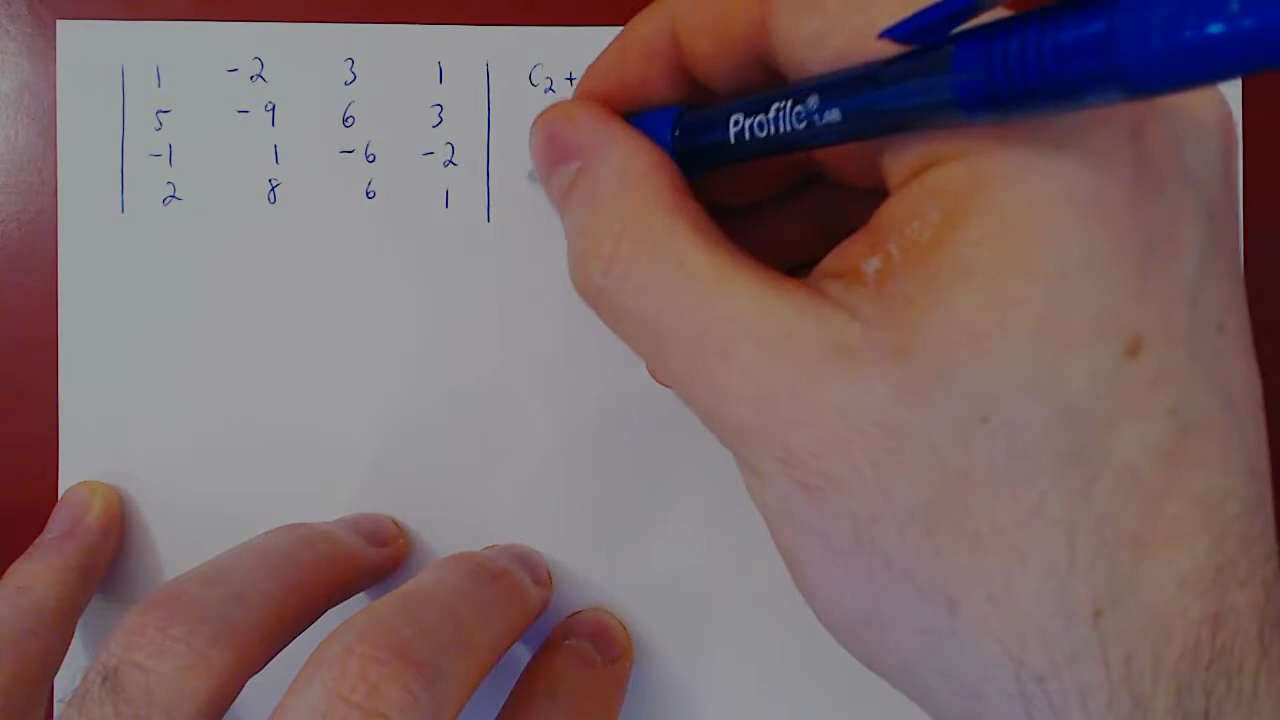 | 1 -2 3 1 | C₂ +
| 5 -9 6 3 |
| -1 1 -6 -2 |
| 2 8 6 1 |
Profile